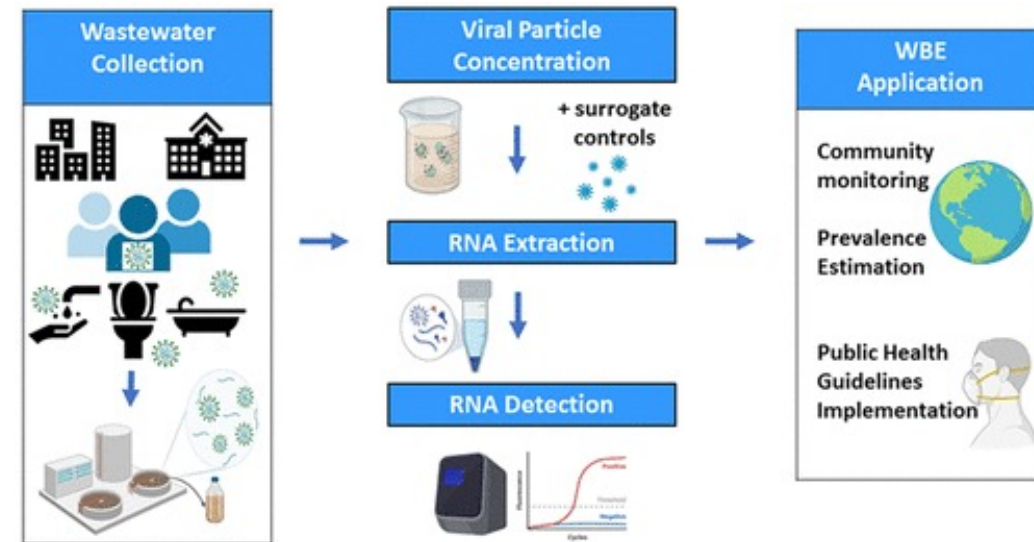 Wastewater
Collection
Viral Particle
Concentration
+ surrogate
controls
RNA Extraction
RNA Detection
Fluorescence
Positive
Threshold
Negative
Cycles
WBE
Application
Community
monitoring
Prevalence
Estimation
Public Health
Guidelines
Implementation